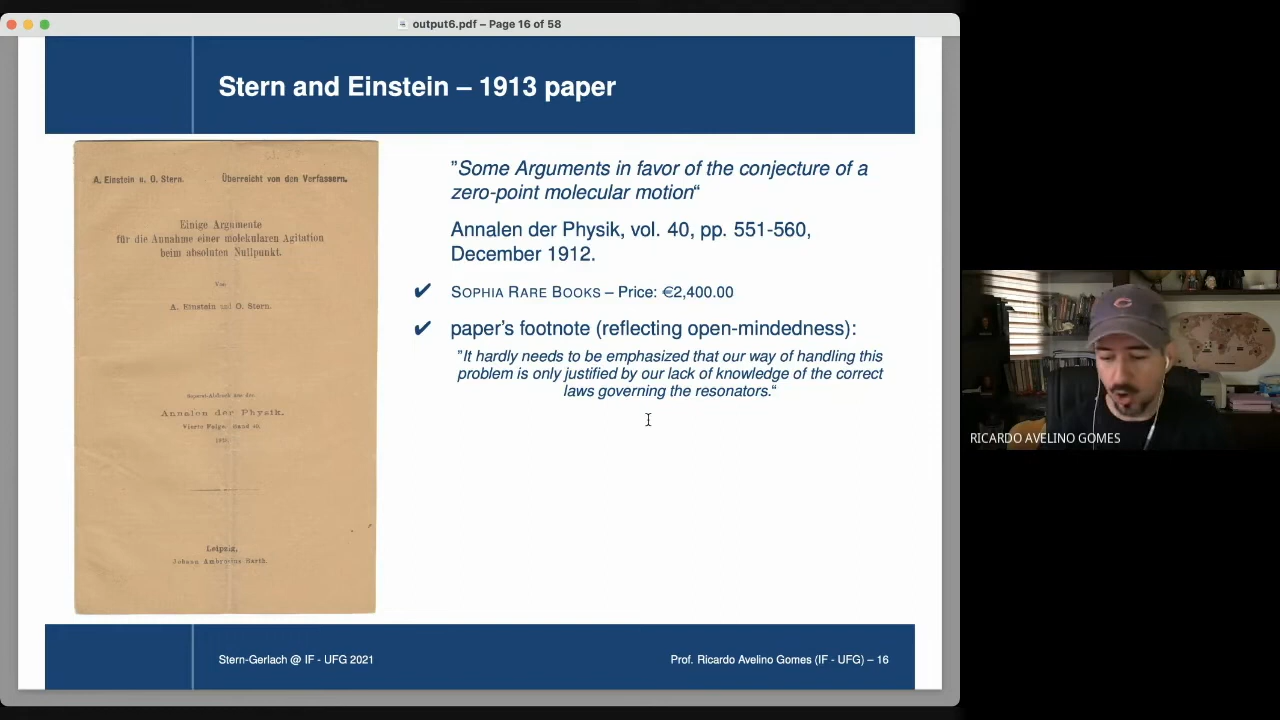 output6.pdf – Page 16 of 58
Stern and Einstein – 1913 paper
A. Einstein u. O. Stern. Überreicht von den Verfassern.
Einige Argumente
für die Annahme einer molekularen Agitation
beim absoluten Nullpunkt.
Von
A. Einstein und O. Stern.
Annalen der Physik.
Vierte Folge. Band 40.
Leipzig,
Johann Ambrosius Barth.
"Some Arguments in favor of the conjecture of a
zero-point molecular motion“
Annalen der Physik, vol. 40, pp. 551-560,
December 1912.
✔ SOPHIA RARE BOOKS – Price: €2,400.00
✔ paper's footnote (reflecting open-mindedness):
"It hardly needs to be emphasized that our way of handling this
problem is only justified by our lack of knowledge of the correct
laws governing the resonators.“
Stern-Gerlach @ IF - UFG 2021
Prof. Ricardo Avelino Gomes (IF - UFG) – 16
RICARDO AVELINO GOMES